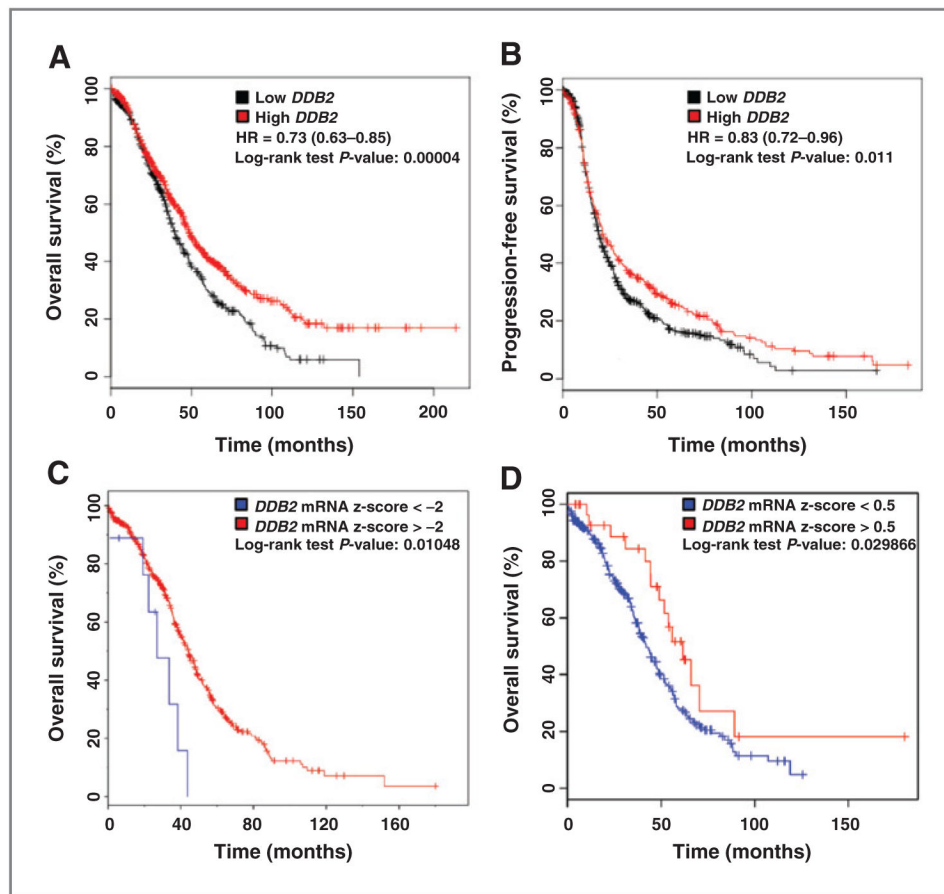 A
Low DDB2
High DDB2
HR = 0.73 (0.63–0.85)
Log-rank test P-value: 0.00004
Overall survival (%)
100
80
60
40
20
0
0 50 100 150 200
Time (months)
B
Low DDB2
High DDB2
HR = 0.83 (0.72–0.96)
Log-rank test P-value: 0.011
Progression-free survival (%)
100
80
60
40
20
0
0 50 100 150
Time (months)
C
DDB2 mRNA z-score < –2
DDB2 mRNA z-score > –2
Log-rank test P-value: 0.01048
Overall survival (%)
100
80
60
40
20
0
0 40 80 120 160
Time (months)
D
DDB2 mRNA z-score < 0.5
DDB2 mRNA z-score > 0.5
Log-rank test P-value: 0.029866
Overall survival (%)
100
80
60
40
20
0
0 50 100 150
Time (months)